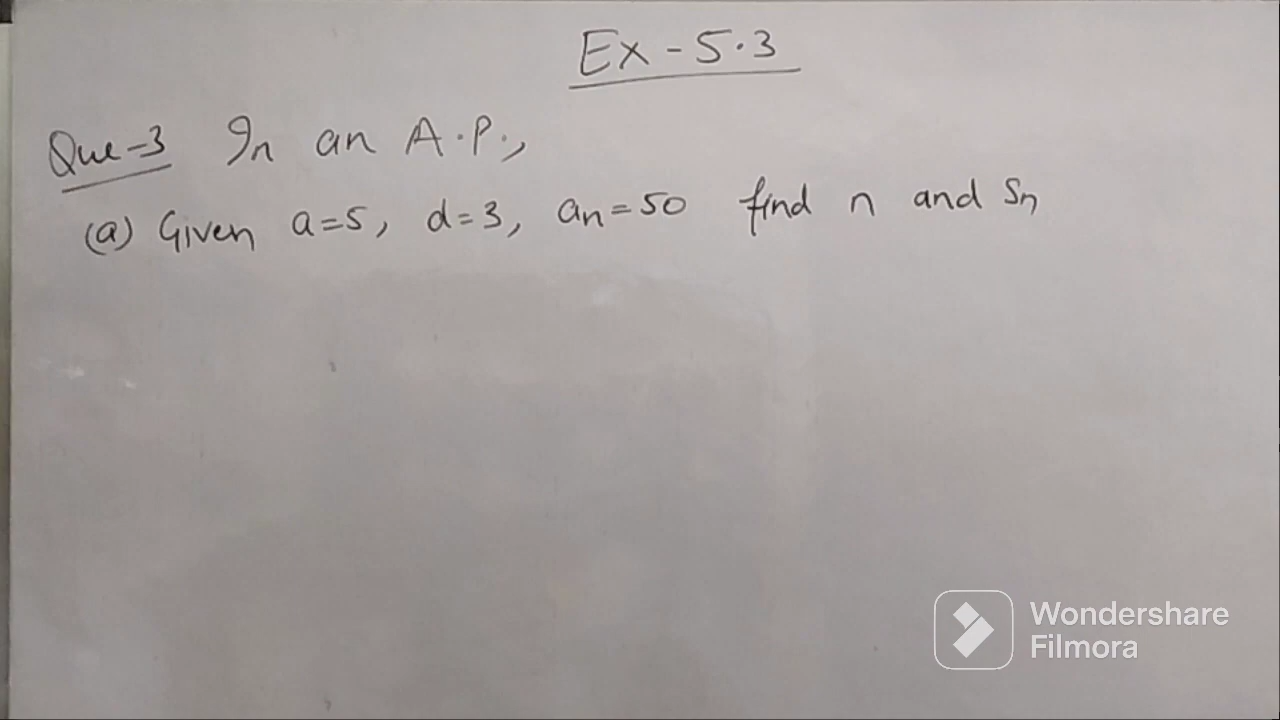 Ex - 5.3
Que-3 In an A.P.,
(a) Given a=5, d=3, an=50 find n and Sn
Wondershare
Filmora